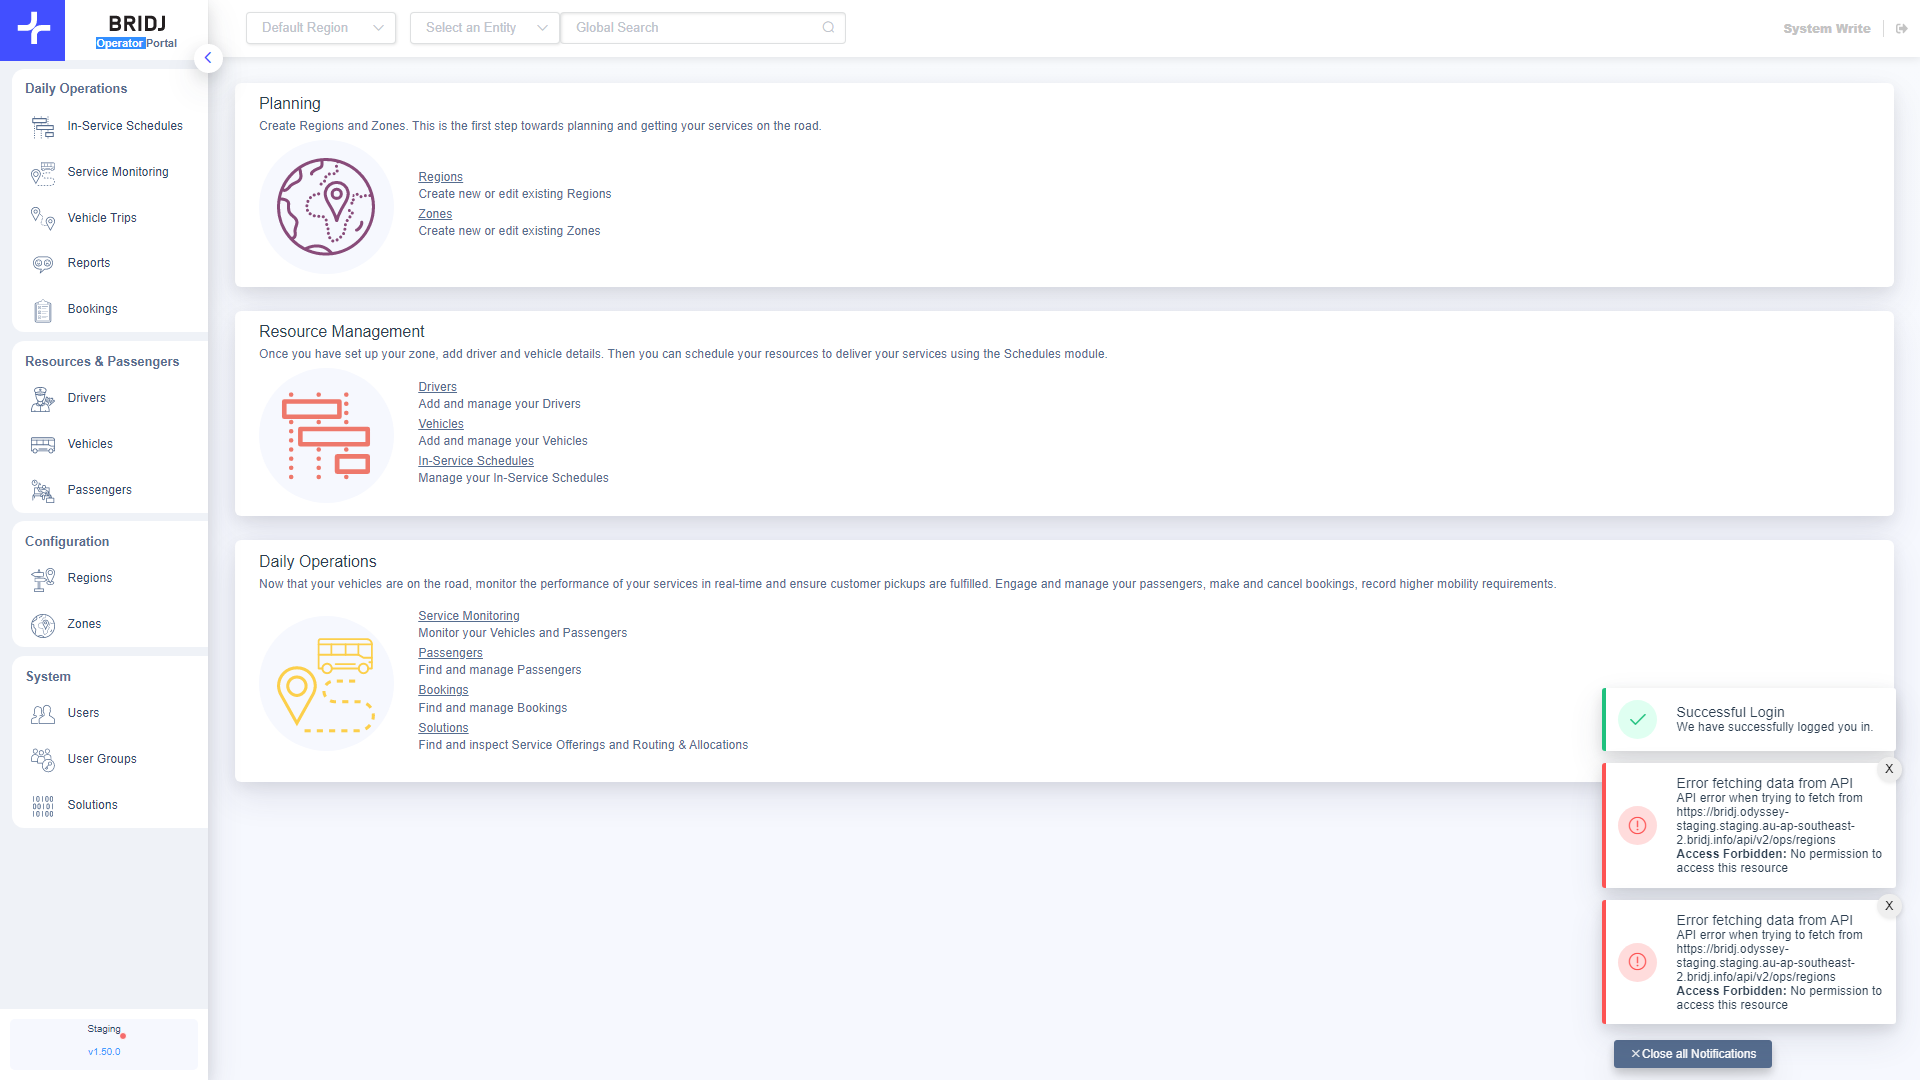 BRIDJ
Operator Portal
Default Region
Select an Entity
Global Search
System Write
Daily Operations
In-Service Schedules
Service Monitoring
Vehicle Trips
Reports
Bookings
Resources & Passengers
Drivers
Vehicles
Passengers
Configuration
Regions
Zones
System
Users
User Groups
10100
00101
10100
Solutions
Staging
v1.50.0
Planning
Create Regions and Zones. This is the first step towards planning and getting your services on the road.
Regions
Create new or edit existing Regions
Zones
Create new or edit existing Zones
Resource Management
Once you have set up your zone, add driver and vehicle details. Then you can schedule your resources to deliver your services using the Schedules module.
Drivers
Add and manage your Drivers
Vehicles
Add and manage your Vehicles
In-Service Schedules
Manage your In-Service Schedules
Daily Operations
Now that your vehicles are on the road, monitor the performance of your services in real-time and ensure customer pickups are fulfilled. Engage and manage your passengers, make and cancel bookings, record higher mobility requirements.
Service Monitoring
Monitor your Vehicles and Passengers
Passengers
Find and manage Passengers
Bookings
Find and manage Bookings
Solutions
Find and inspect Service Offerings and Routing & Allocations
Successful Login
We have successfully logged you in.
X
Error fetching data from API
API error when trying to fetch from
https://bridj.odyssey-
staging.staging.au-ap-southeast-
2.bridj.info/api/v2/ops/regions
Access Forbidden: No permission to
access this resource
X
Error fetching data from API
API error when trying to fetch from
https://bridj.odyssey-
staging.staging.au-ap-southeast-
2.bridj.info/api/v2/ops/regions
Access Forbidden: No permission to
access this resource
✕Close all Notifications